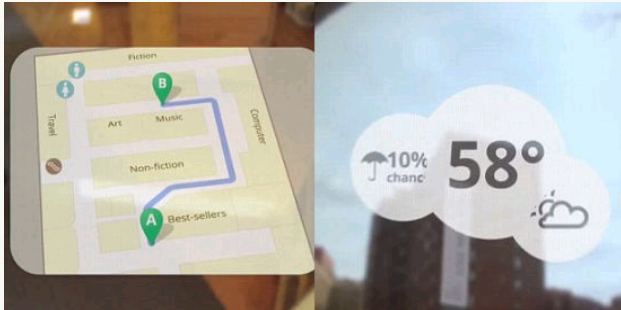 Fiction
B
Travel
Art
Music
Computer
Non-fiction
A
Best-sellers
10%
chanc
58°